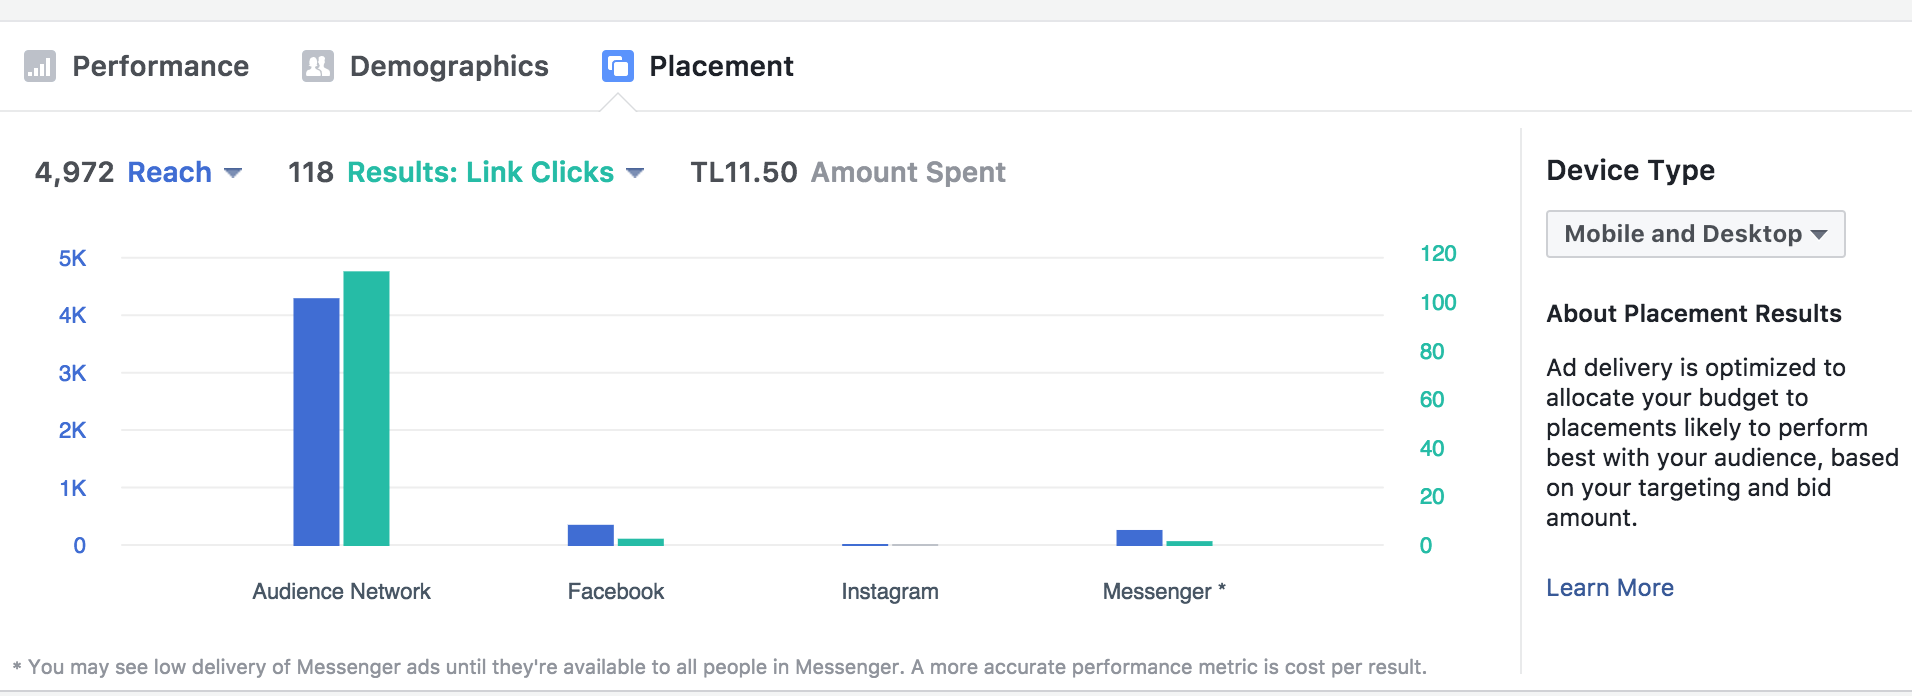 Performance Demographics Placement
4,972 Reach 118 Results: Link Clicks TL11.50 Amount Spent
5K
4K
3K
2K
1K
0
120
100
80
60
40
20
0
Audience Network Facebook Instagram Messenger *
* You may see low delivery of Messenger ads until they're available to all people in Messenger. A more accurate performance metric is cost per result.
Device Type
Mobile and Desktop
About Placement Results
Ad delivery is optimized to
allocate your budget to
placements likely to perform
best with your audience, based
on your targeting and bid
amount.
Learn More